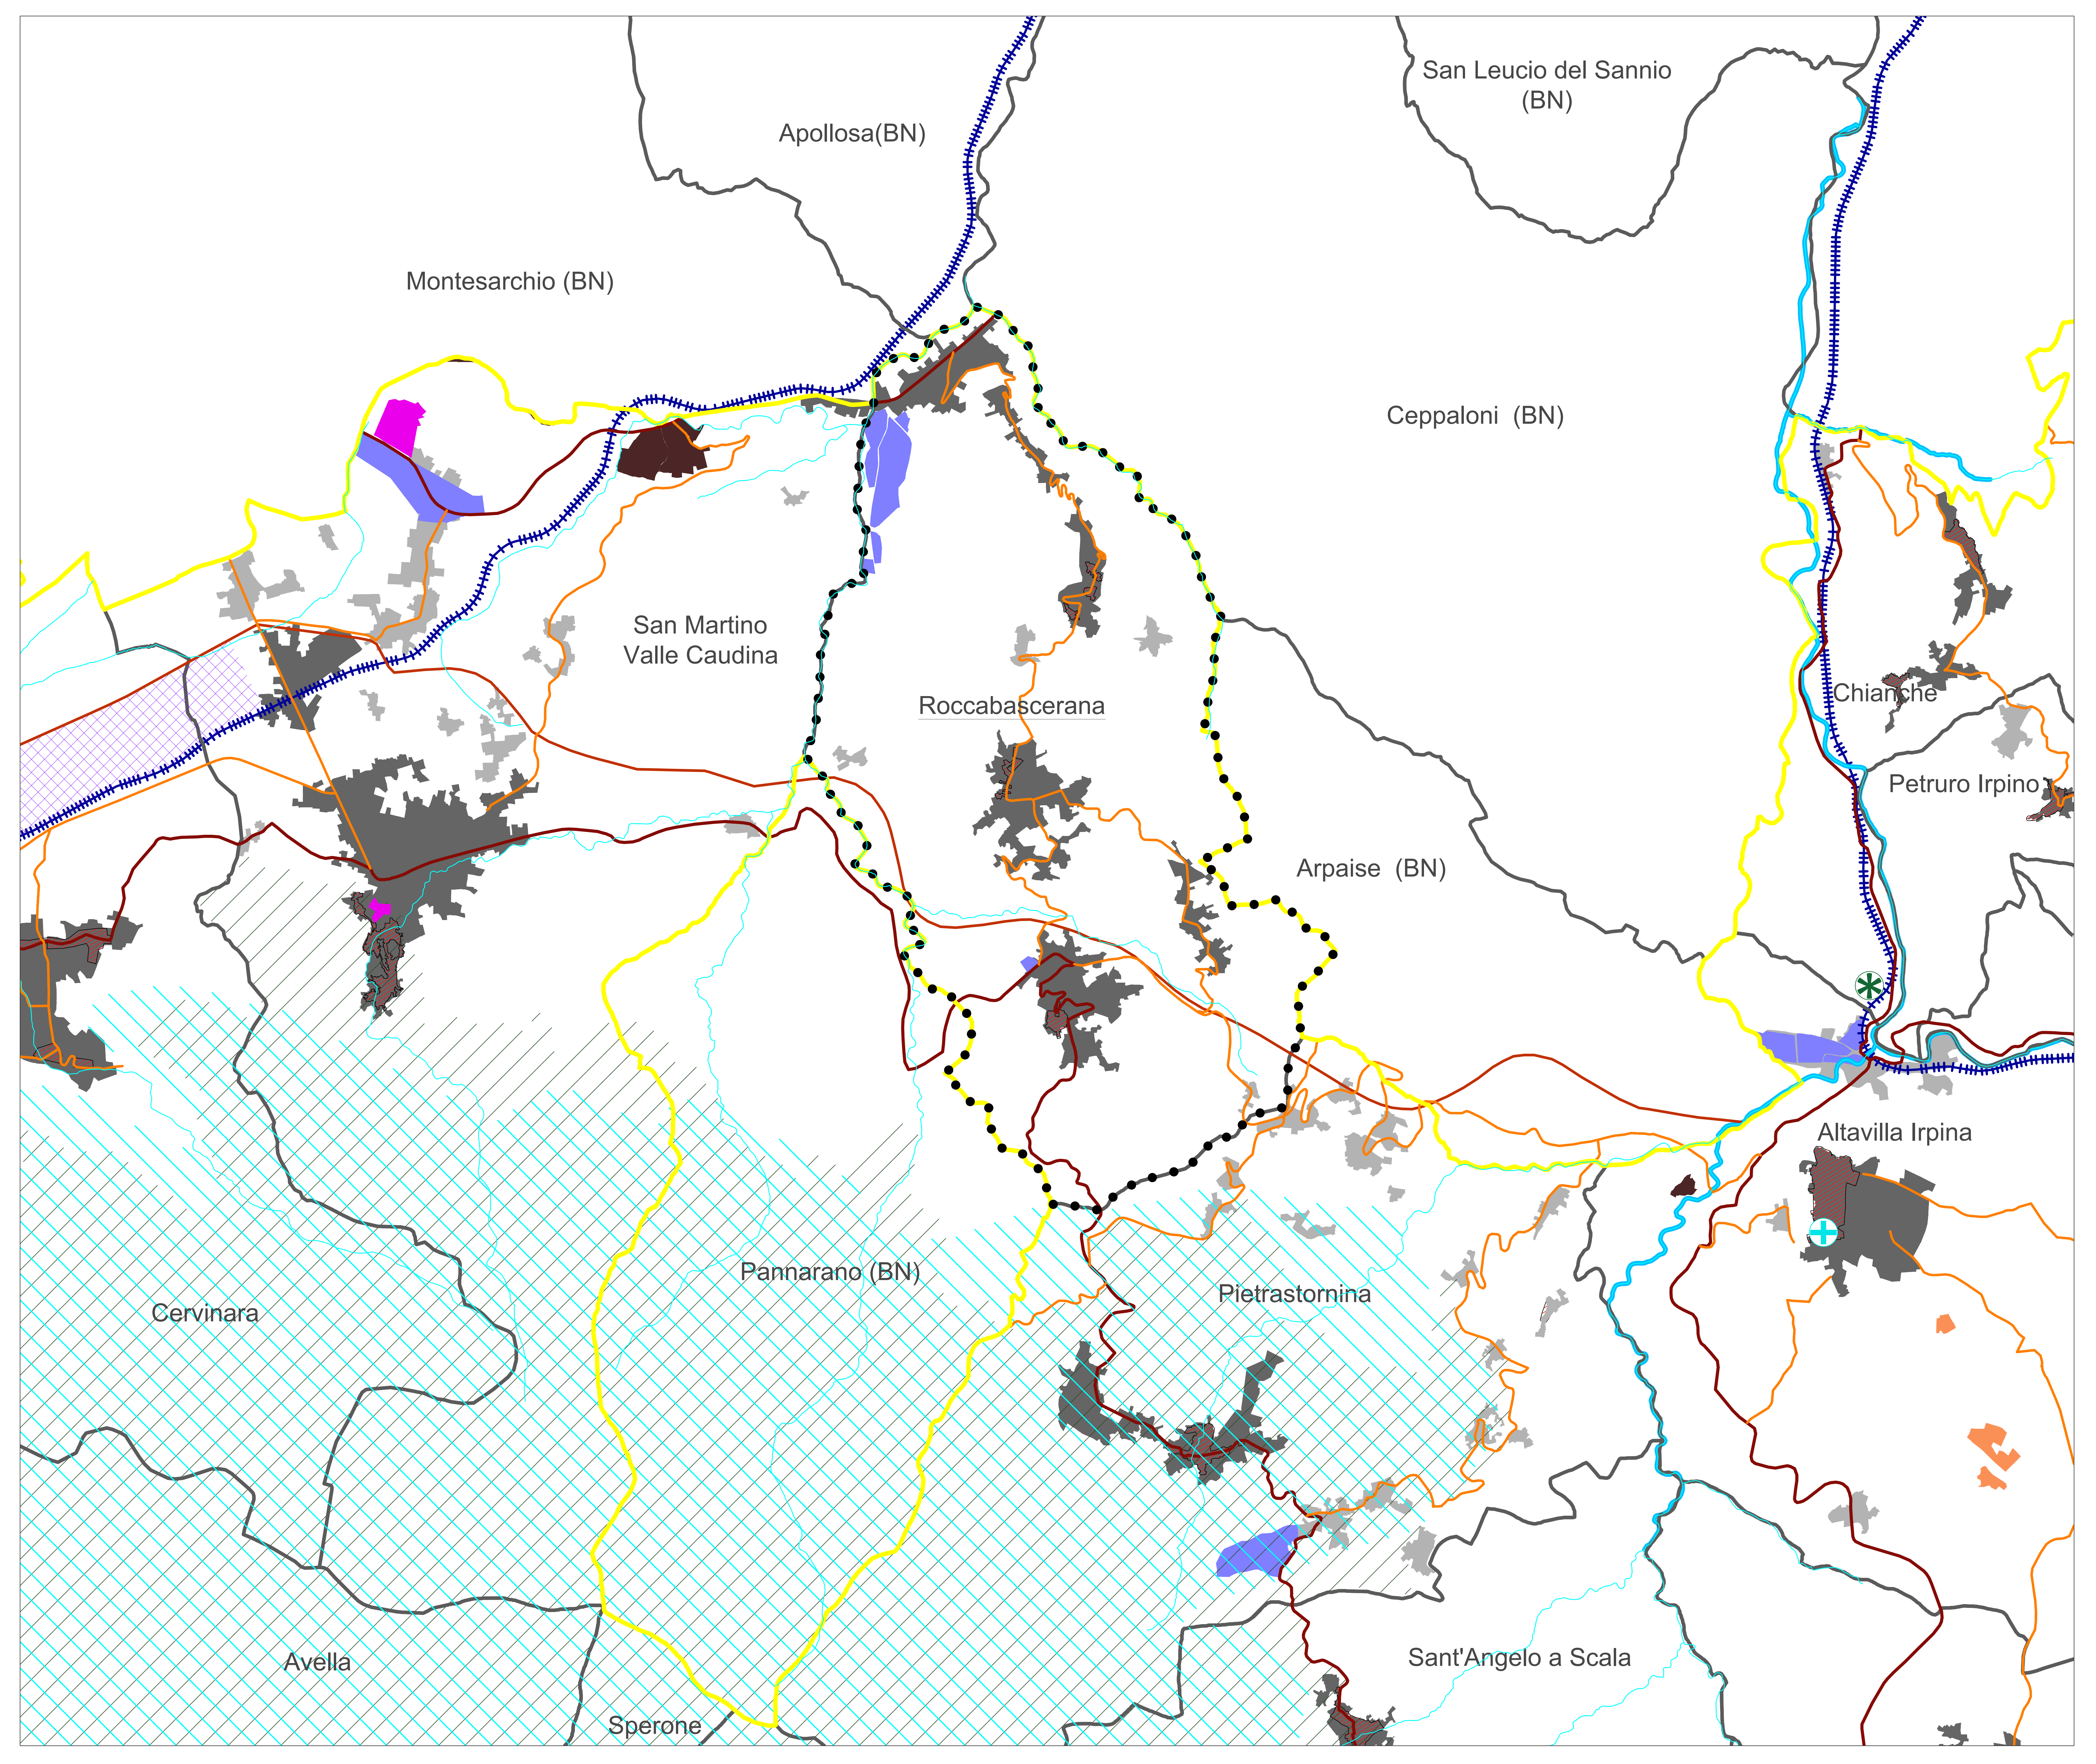 San Leucio del Sannio
(BN)
Apollosa(BN)
Montesarchio (BN)
Ceppaloni  (BN)
San Martino
Valle Caudina
Roccabascerana
Chianche
Petruro Irpino
Arpaise  (BN)
Altavilla Irpina
Pannarano (BN)
Pietrastornina
Cervinara
Sant'Angelo a Scala
Avella
Sperone